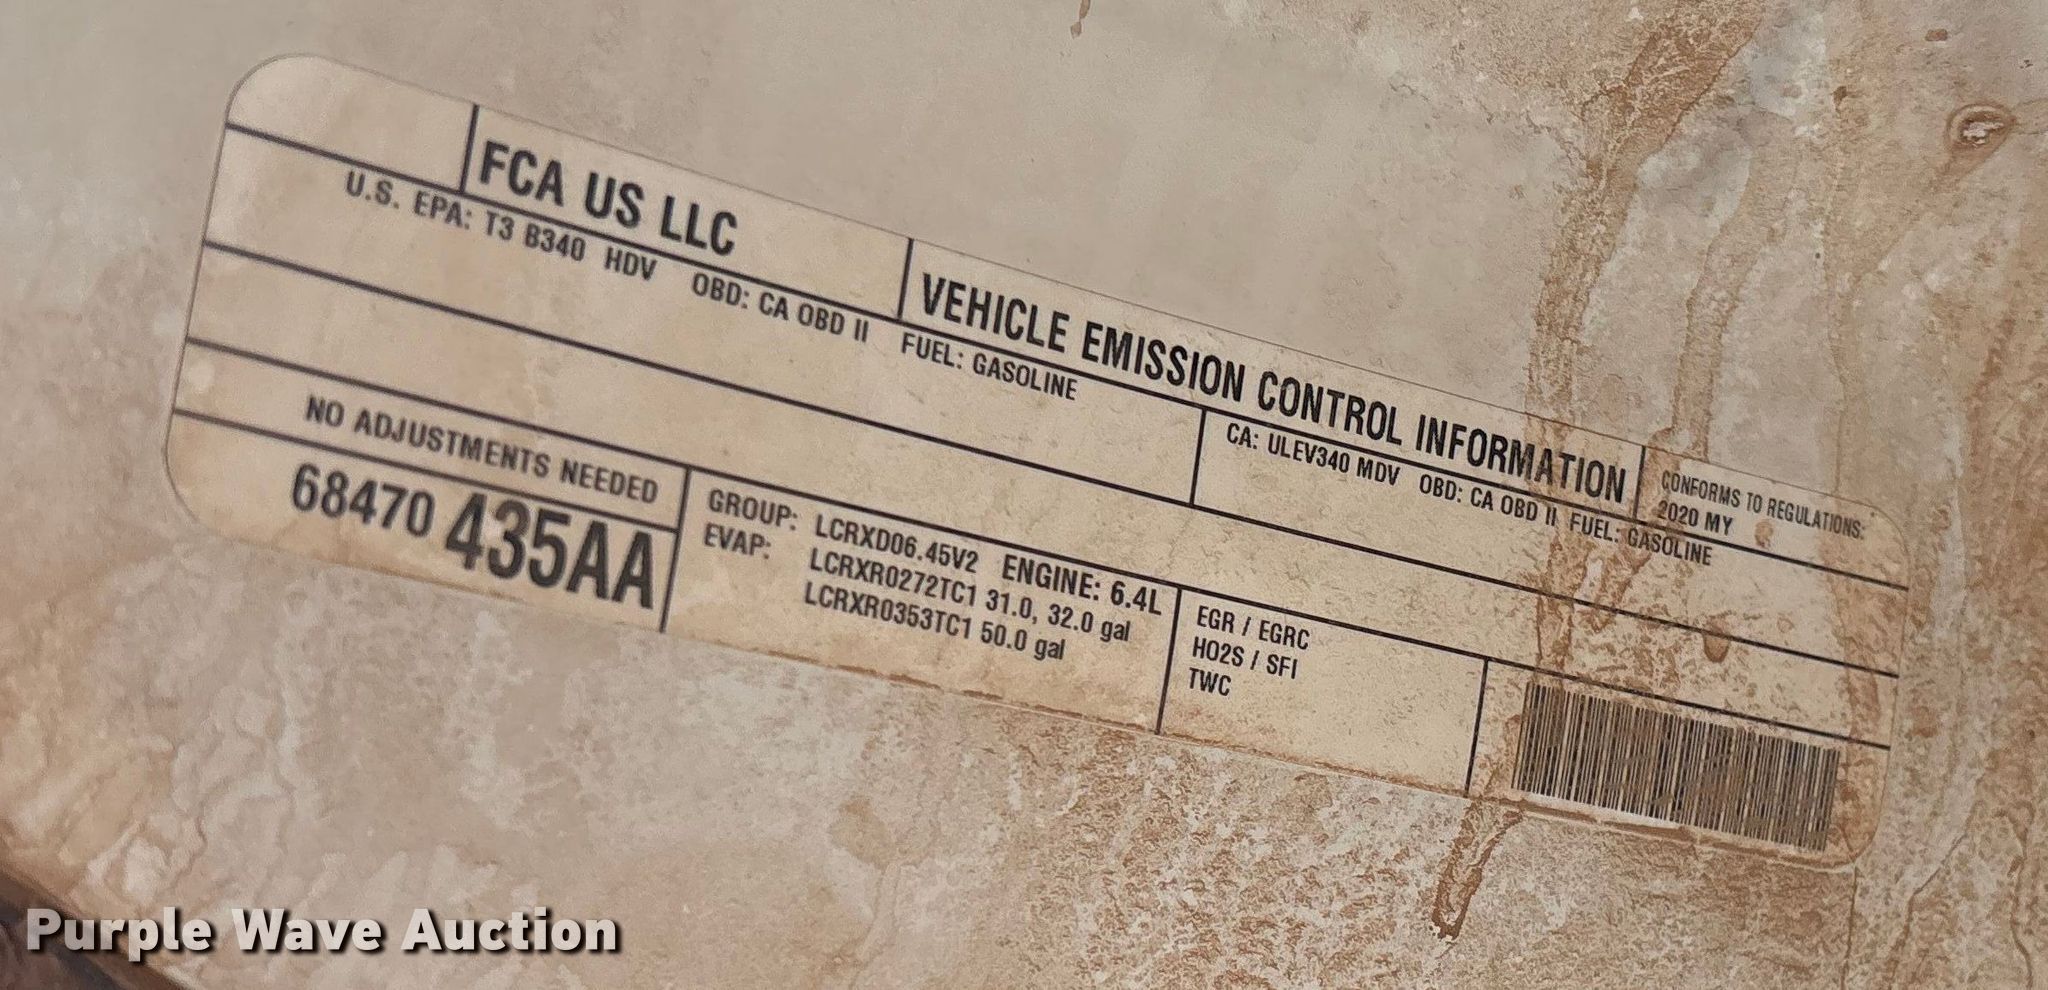 FCA US LLC
VEHICLE EMISSION CONTROL INFORMATION
CONFORMS TO REGULATIONS:
2020 MY
U.S. EPA: T3 B340 HDV OBD: CA OBD II FUEL: GASOLINE
CA: ULEV340 MDV OBD: CA OBD II FUEL: GASOLINE
NO ADJUSTMENTS NEEDED
68470 435AA
GROUP: LCRXD06.45V2 ENGINE: 6.4L
EVAP: LCRXR0272TC1 31.0, 32.0 gal
LCRXR0353TC1 50.0 gal
EGR / EGRC
HO2S / SFI
TWC
Purple Wave Auction